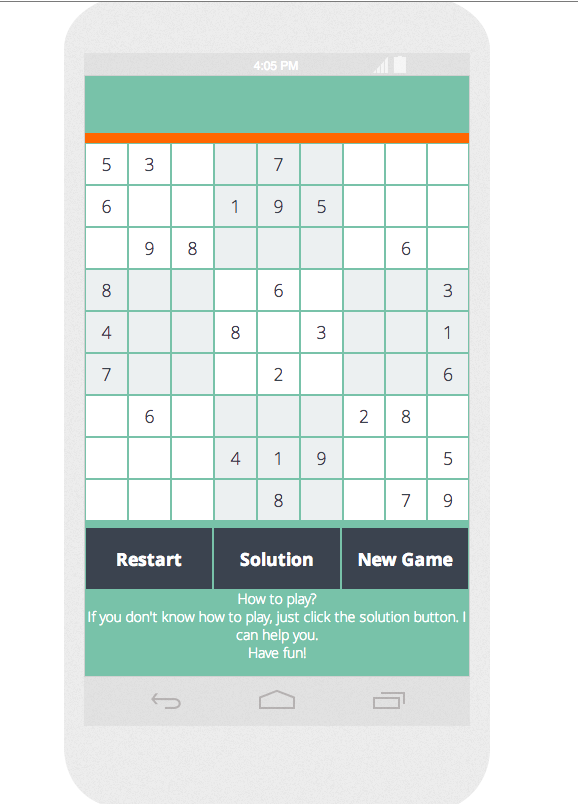 4:05 PM
5 3 7
6 1 9 5
9 8 6
8 6 3
4 8 3 1
7 2 6
6 2 8
4 1 9 5
8 7 9
Restart Solution New Game
How to play?
If you don't know how to play, just click the solution button. I
can help you.
Have fun!